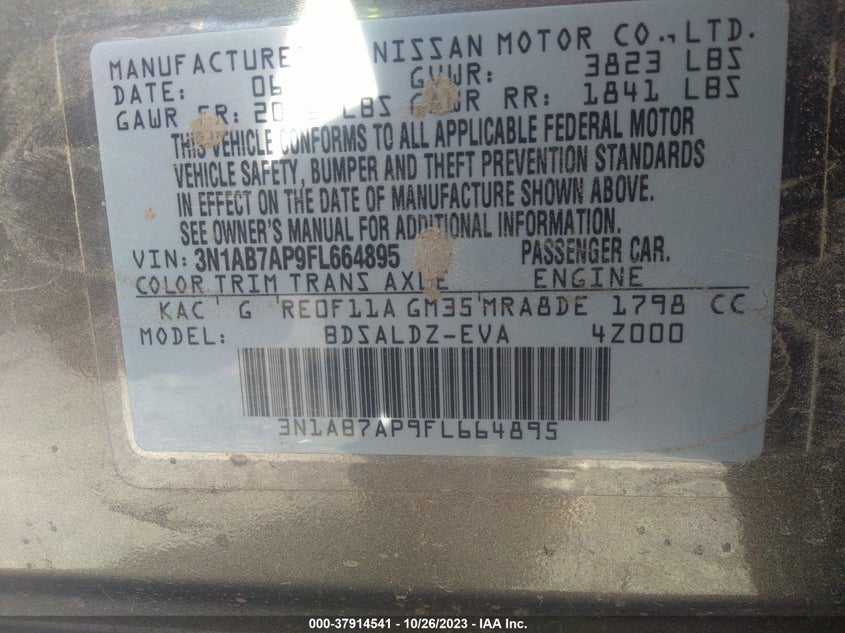 MANUFACTURE NISSAN MOTOR CO., LTD.
DATE: 06 GVWR: 3823 LBS
GAWR FR: LBS GAWR RR: 1841 LBS
THIS VEHICLE CONFORMS TO ALL APPLICABLE FEDERAL MOTOR
VEHICLE SAFETY, BUMPER AND THEFT PREVENTION STANDARDS
IN EFFECT ON THE DATE OF MANUFACTURE SHOWN ABOVE.
SEE OWNER'S MANUAL FOR ADDITIONAL INFORMATION.
VIN: 3N1AB7AP9FL664895 PASSENGER CAR.
COLOR TRIM TRANS AXLE ENGINE
KAC ' G 'RE0F11A GM35'MRA8DE 1798 CC
MODEL: BDSALDZ-EVA 4Z000
3N1AB7AP9FL664895
000-37914541 - 10/26/2023 - IAA Inc.